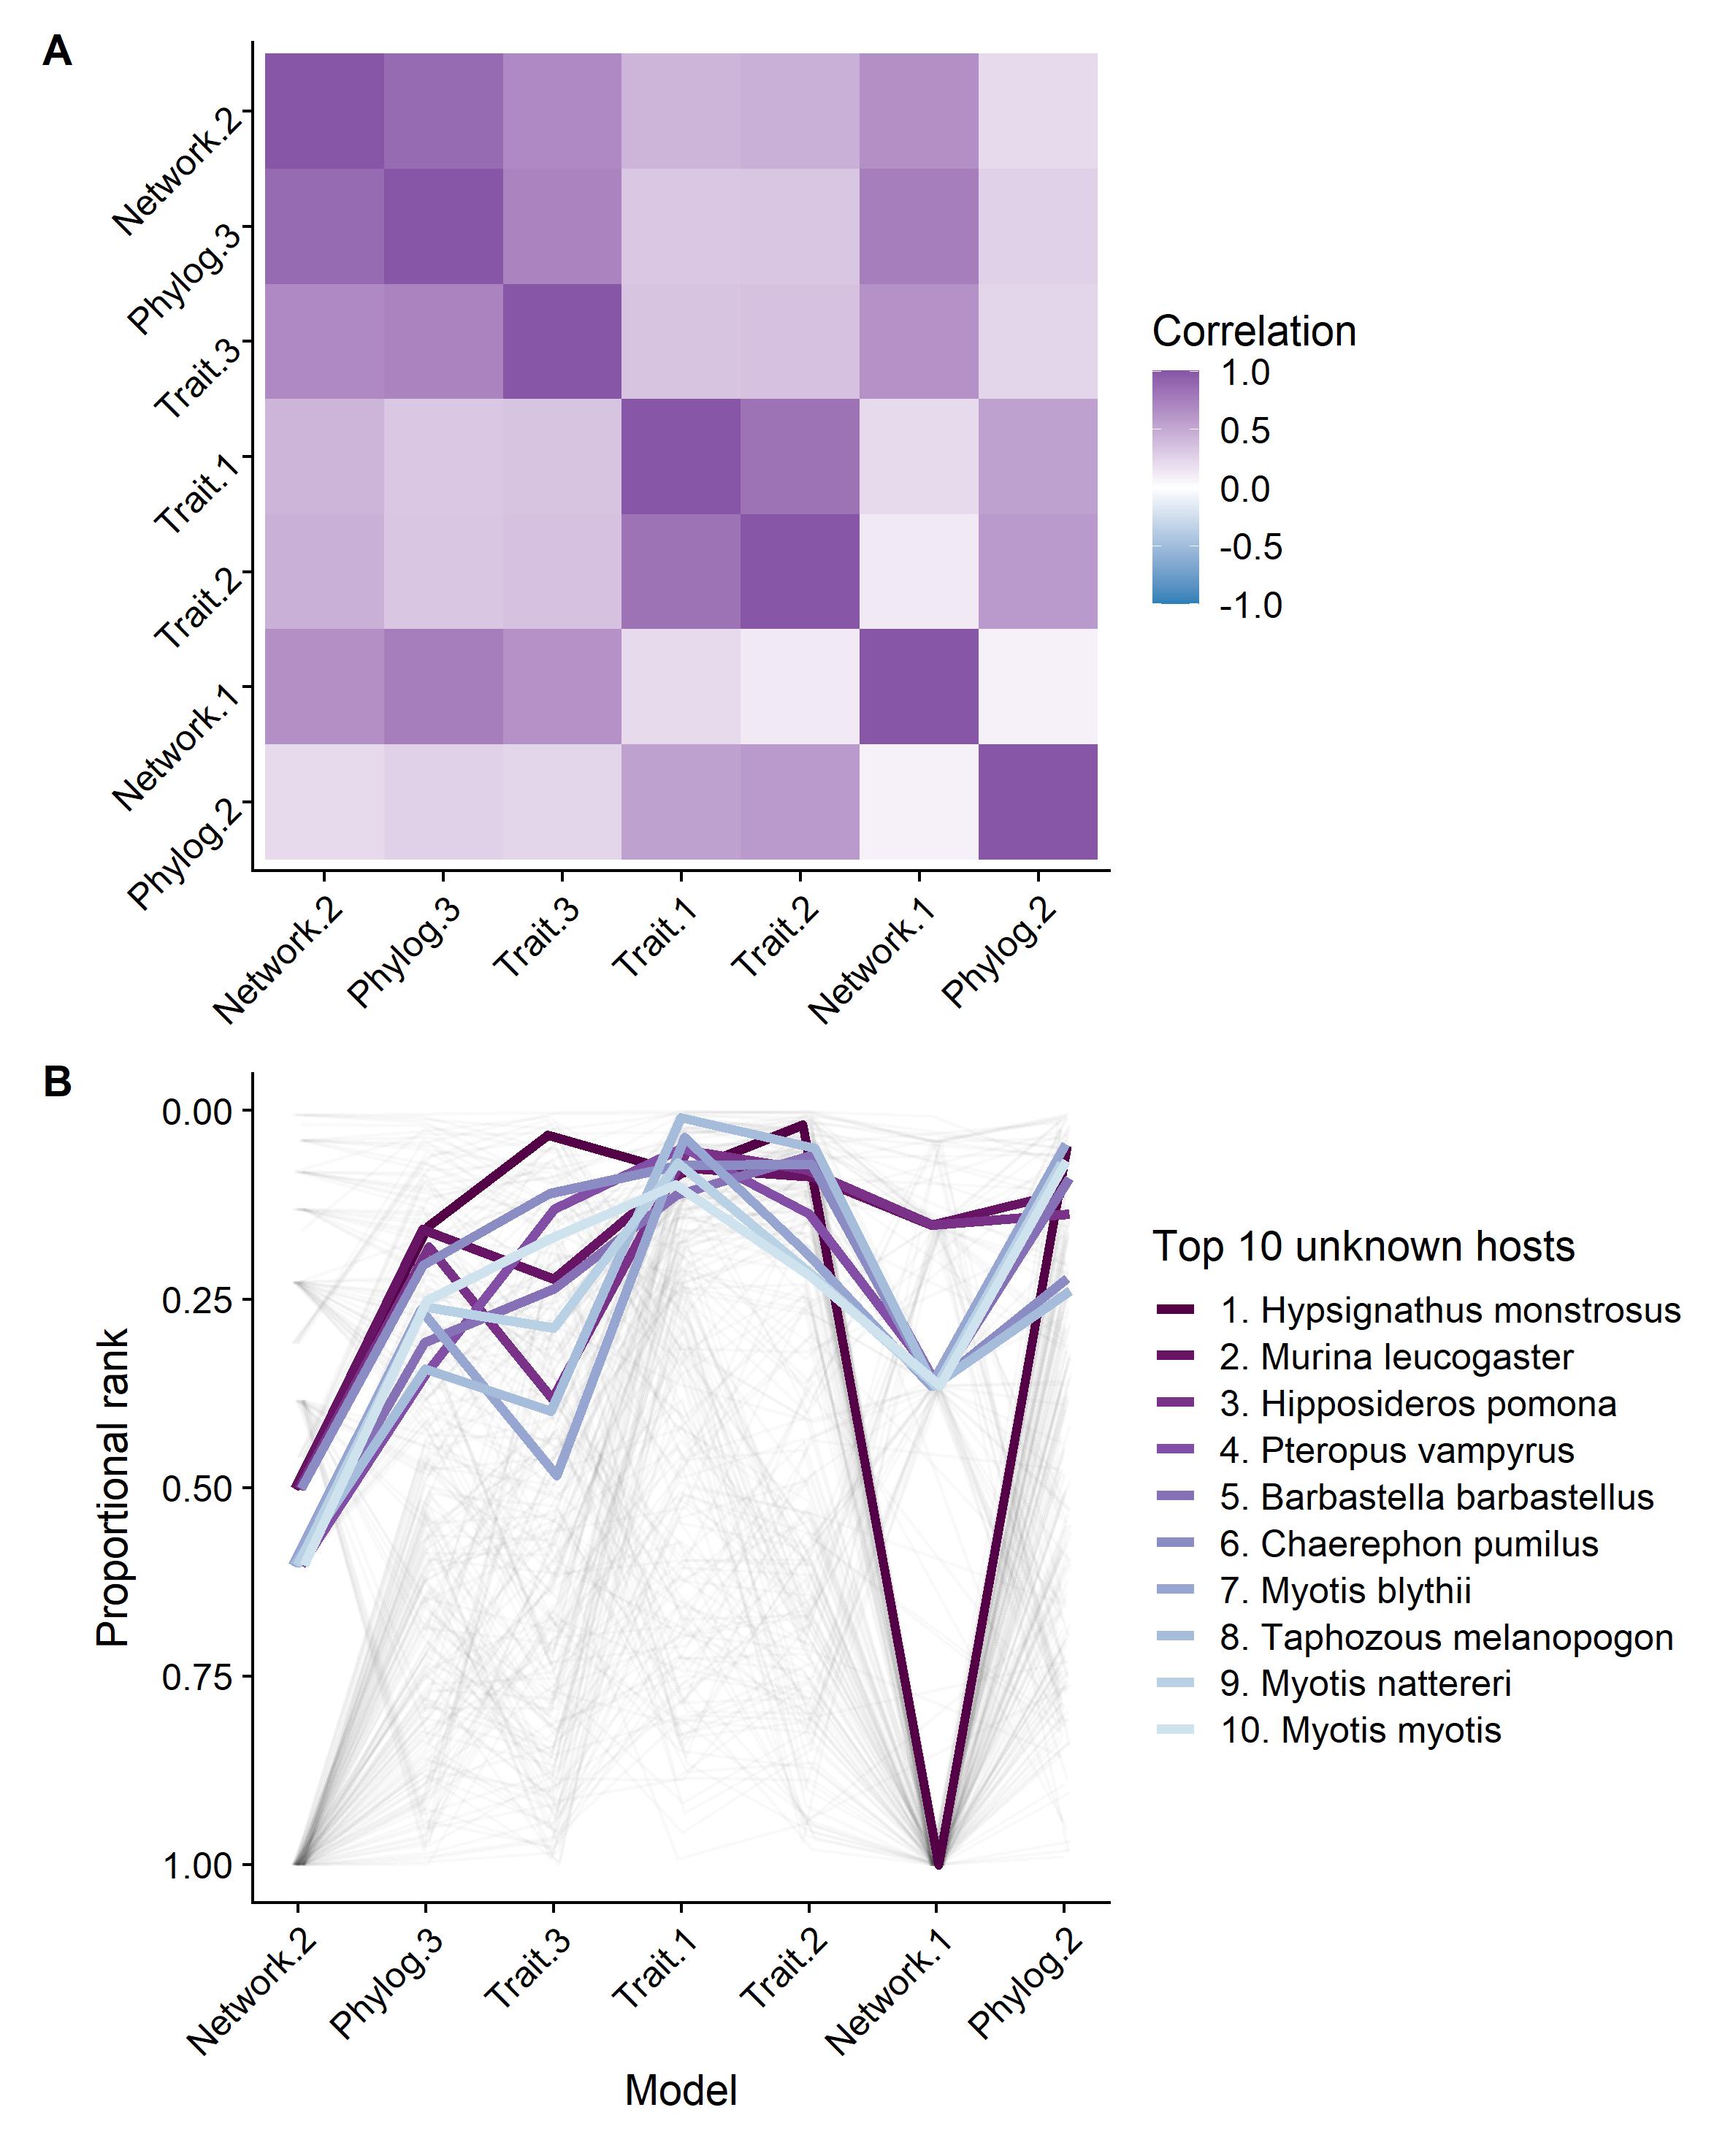 A
Network.2
Phylog.3
Trait.3
Trait.1
Trait.2
Network.1
Phylog.2
Network.2
Phylog.3
Trait.3
Trait.1
Trait.2
Network.1
Phylog.2
Correlation
1.0
0.5
0.0
-0.5
-1.0
B
Proportional rank
0.00
0.25
0.50
0.75
1.00
Network.2
Phylog.3
Trait.3
Trait.1
Trait.2
Network.1
Phylog.2
Model
Top 10 unknown hosts
1. Hypsignathus monstrosus
2. Murina leucogaster
3. Hipposideros pomona
4. Pteropus vampyrus
5. Barbastella barbastellus
6. Chaerephon pumilus
7. Myotis blythii
8. Taphozous melanopogon
9. Myotis nattereri
10. Myotis myotis